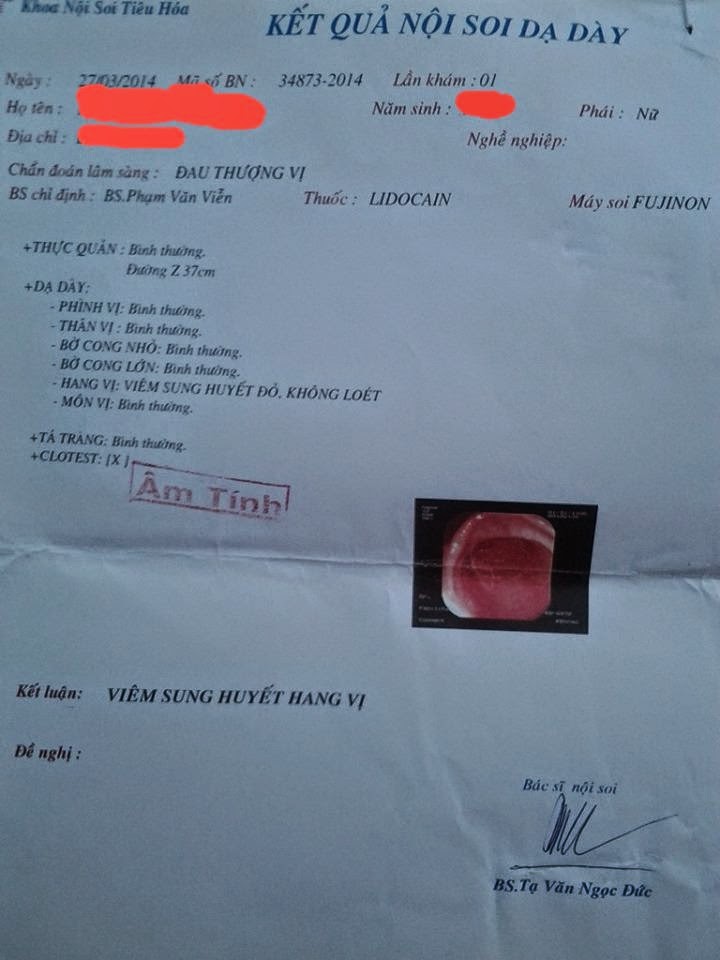 Khoa Nội Soi Tiêu Hóa
KẾT QUẢ NỘI SOI DẠ DÀY
Ngày : 27/03/2014 Mã số BN : 34873-2014 Lần khám : 01
Họ tên : Năm sinh : Phái : Nữ
Địa chỉ : Nghề nghiệp:
Chẩn đoán lâm sàng : ĐAU THƯỢNG VỊ
BS chỉ định : BS.Phạm Văn Viễn Thuốc : LIDOCAIN Máy soi FUJINON
+THỰC QUẢN : Bình thường.
Đường Z 37cm
+DẠ DÀY:
- PHÌNH VỊ: Bình thường.
- THÂN VỊ : Bình thường.
- BỜ CONG NHỎ: Bình thường.
- BỜ CONG LỚN: Bình thường.
- HANG VỊ: VIÊM SUNG HUYẾT ĐỎ, KHÔNG LOÉT
- MÔN VỊ: Bình thường.
+TÁ TRÀNG: Bình thường.
+CLOTEST: [X]
Âm Tính
Kết luận: VIÊM SUNG HUYẾT HANG VỊ
Đề nghị :
Bác sĩ nội soi
BS.Tạ Văn Ngọc Đức